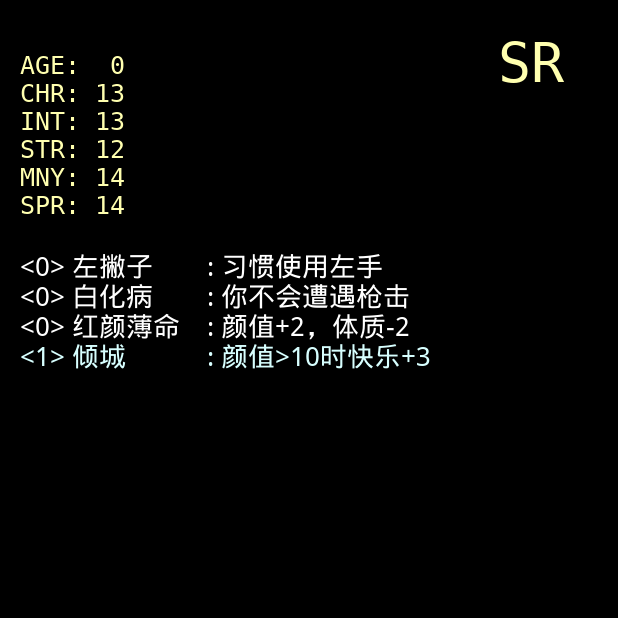 SR
AGE:  0
CHR: 13
INT: 13
STR: 12
MNY: 14
SPR: 14
<0> 左撇子 : 习惯使用左手
<0> 白化病 : 你不会遭遇枪击
<0> 红颜薄命 : 颜值+2，体质-2
<1> 倾城 : 颜值>10时快乐+3